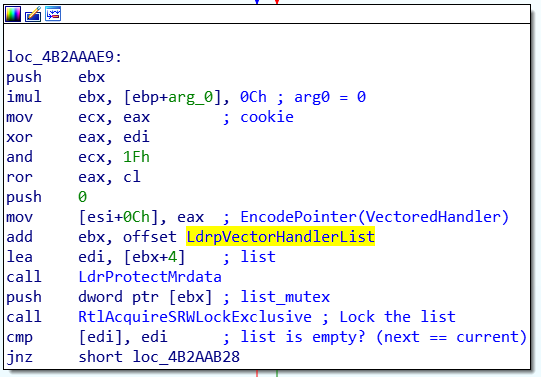 loc_4B2AAAE9:
push ebx
imul ebx, [ebp+arg_0], 0Ch ; arg0 = 0
mov ecx, eax ; cookie
xor eax, edi
and ecx, 1Fh
ror eax, cl
push 0
mov [esi+0Ch], eax ; EncodePointer(VectoredHandler)
add ebx, offset LdrpVectorHandlerList
lea edi, [ebx+4] ; list
call LdrProtectMrdata
push dword ptr [ebx] ; list_mutex
call RtlAcquireSRWLockExclusive ; Lock the list
cmp [edi], edi ; list is empty? (next == current)
jnz short loc_4B2AAB28